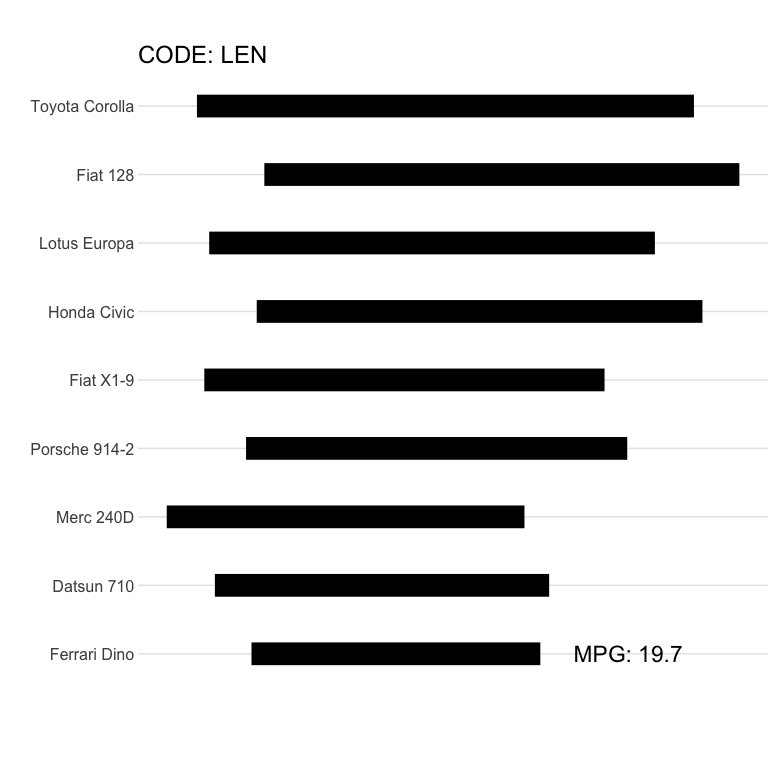 CODE: LEN
Toyota Corolla
Fiat 128
Lotus Europa
Honda Civic
Fiat X1-9
Porsche 914-2
Merc 240D
Datsun 710
Ferrari Dino MPG: 19.7